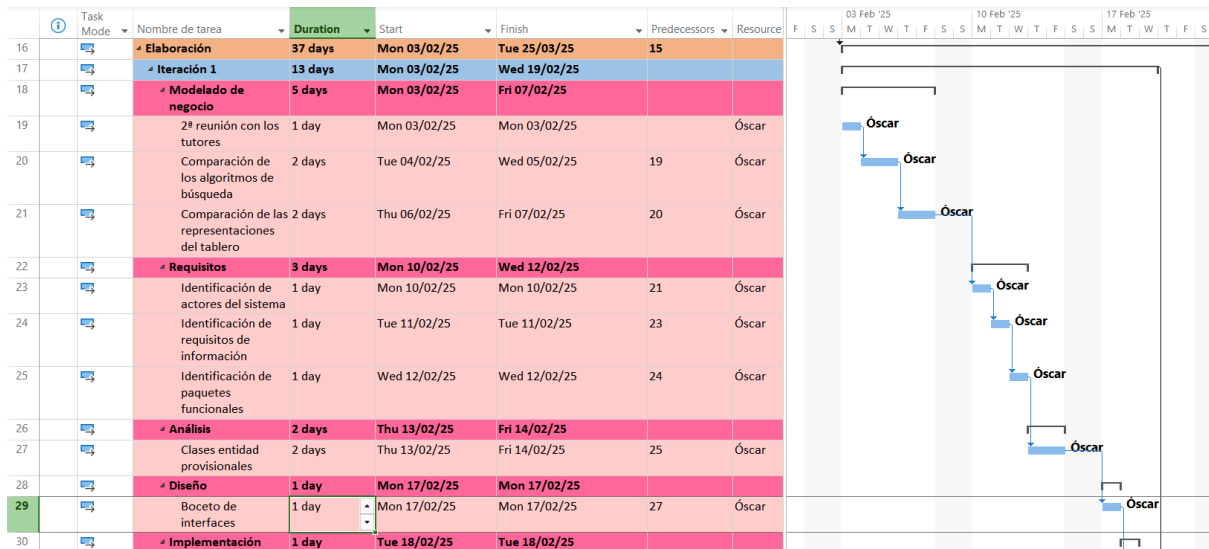 Task
Mode Nombre de tarea Duration Start Finish Predecessors Resource
03 Feb '25 10 Feb '25 17 Feb '25
F S S M T W T F S S M T W T F S S M T W T F S
16 Elaboración 37 days Mon 03/02/25 Tue 25/03/25 15
17 Iteración 1 13 days Mon 03/02/25 Wed 19/02/25
18 Modelado de 5 days Mon 03/02/25 Fri 07/02/25
negocio
19 2ª reunión con los 1 day Mon 03/02/25 Mon 03/02/25 Óscar Óscar
tutores
20 Comparación de 2 days Tue 04/02/25 Wed 05/02/25 19 Óscar Óscar
los algoritmos de
búsqueda
21 Comparación de las 2 days Thu 06/02/25 Fri 07/02/25 20 Óscar Óscar
representaciones
del tablero
22 Requisitos 3 days Mon 10/02/25 Wed 12/02/25
23 Identificación de 1 day Mon 10/02/25 Mon 10/02/25 21 Óscar Óscar
actores del sistema
24 Identificación de 1 day Tue 11/02/25 Tue 11/02/25 23 Óscar Óscar
requisitos de
información
25 Identificación de 1 day Wed 12/02/25 Wed 12/02/25 24 Óscar Óscar
paquetes
funcionales
26 Análisis 2 days Thu 13/02/25 Fri 14/02/25
27 Clases entidad 2 days Thu 13/02/25 Fri 14/02/25 25 Óscar Óscar
provisionales
28 Diseño 1 day Mon 17/02/25 Mon 17/02/25
29 Boceto de 1 day Mon 17/02/25 Mon 17/02/25 27 Óscar Óscar
interfaces
30 Implementación 1 day Tue 18/02/25 Tue 18/02/25